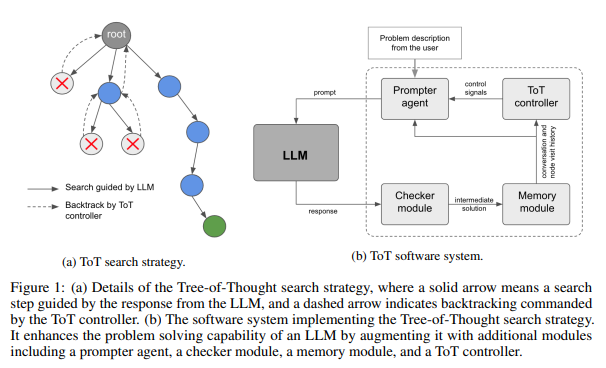 root
Search guided by LLM
Backtrack by ToT
controller
(a) ToT search strategy.
Problem description
from the user
Prompter
agent
control
signals
ToT
controller
prompt
LLM
conversation and
node visit history
response
Checker
module
intermediate
solution
Memory
module
(b) ToT software system.
Figure 1: (a) Details of the Tree-of-Thought search strategy, where a solid arrow means a search
step guided by the response from the LLM, and a dashed arrow indicates backtracking commanded
by the ToT controller. (b) The software system implementing the Tree-of-Thought search strategy.
It enhances the problem solving capability of an LLM by augmenting it with additional modules
including a prompter agent, a checker module, a memory module, and a ToT controller.